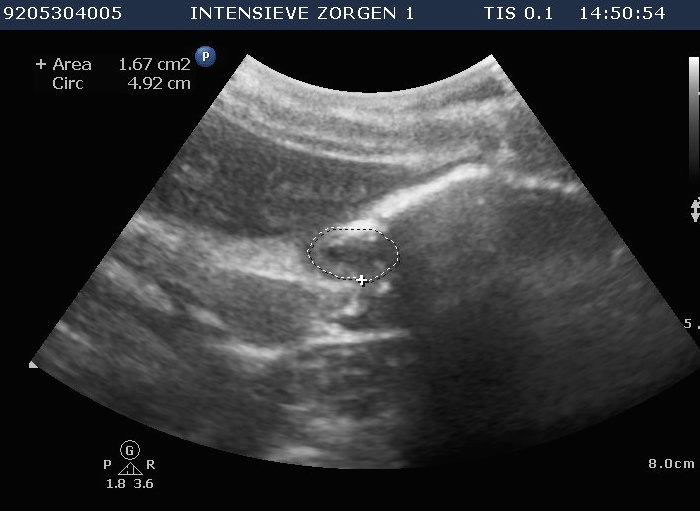 9205304005 INTENSIEVE ZORGEN 1 TIS 0.1 14:50:54
+ Area 1.67 cm2 P
Circ 4.92 cm
5.
G
P R
1.8 3.6
8.0cm